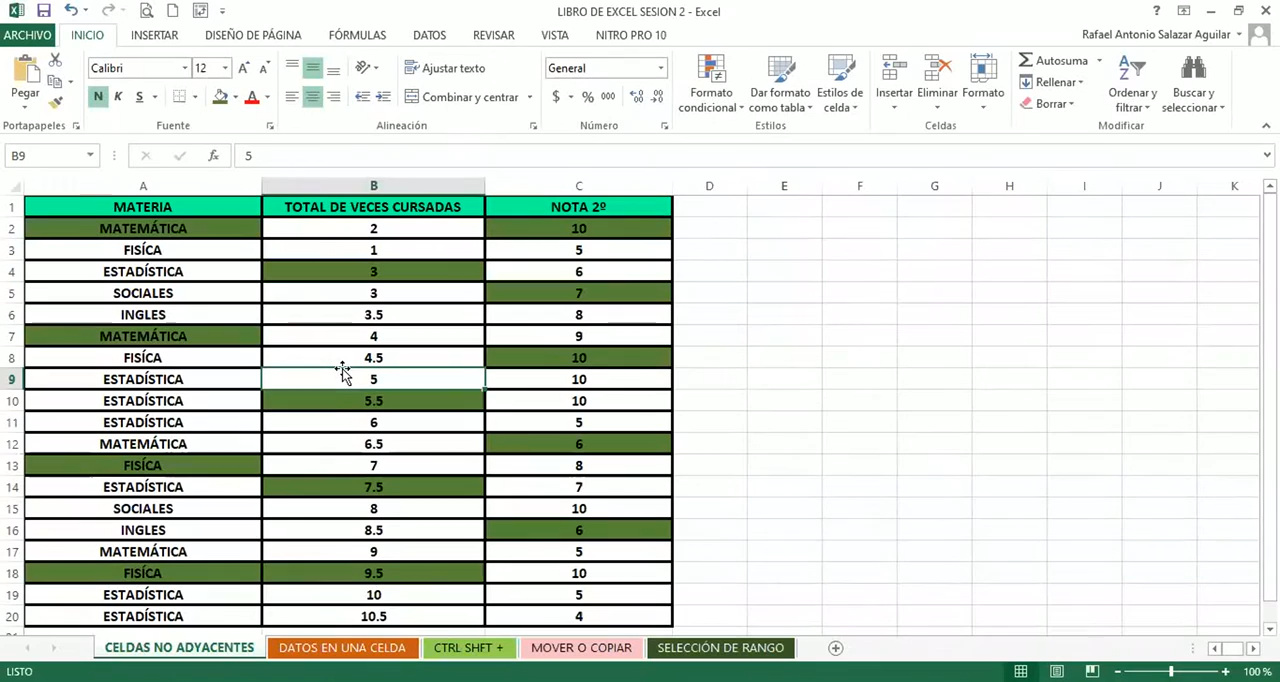 LIBRO DE EXCEL SESION 2 - Excel
ARCHIVO INICIO INSERTAR DISEÑO DE PÁGINA FÓRMULAS DATOS REVISAR VISTA NITRO PRO 10 Rafael Antonio Salazar Aguilar
Pegar Calibri 12 Ajustar texto General Formato condicional Dar formato como tabla Estilos de celda Insertar Eliminar Formato Autosuma Ordenar y filtrar Buscar y seleccionar
N K S Combinar y centrar $ % 000 Rellenar
Borrar
Portapapeles Fuente Alineación Número Estilos Celdas Modificar
B9 fx 5
A B C D E F G H I J K
1 MATERIA TOTAL DE VECES CURSADAS NOTA 2º
2 MATEMÁTICA 2 10
3 FISÍCA 1 5
4 ESTADÍSTICA 3 6
5 SOCIALES 3 7
6 INGLES 3.5 8
7 MATEMÁTICA 4 9
8 FISÍCA 4.5 10
9 ESTADÍSTICA 5 10
10 ESTADÍSTICA 5.5 10
11 ESTADÍSTICA 6 5
12 MATEMÁTICA 6.5 6
13 FISÍCA 7 8
14 ESTADÍSTICA 7.5 7
15 SOCIALES 8 10
16 INGLES 8.5 6
17 MATEMÁTICA 9 5
18 FISÍCA 9.5 10
19 ESTADÍSTICA 10 5
20 ESTADÍSTICA 10.5 4
CELDAS NO ADYACENTES DATOS EN UNA CELDA CTRL SHFT + MOVER O COPIAR SELECCIÓN DE RANGO
LISTO 100 %